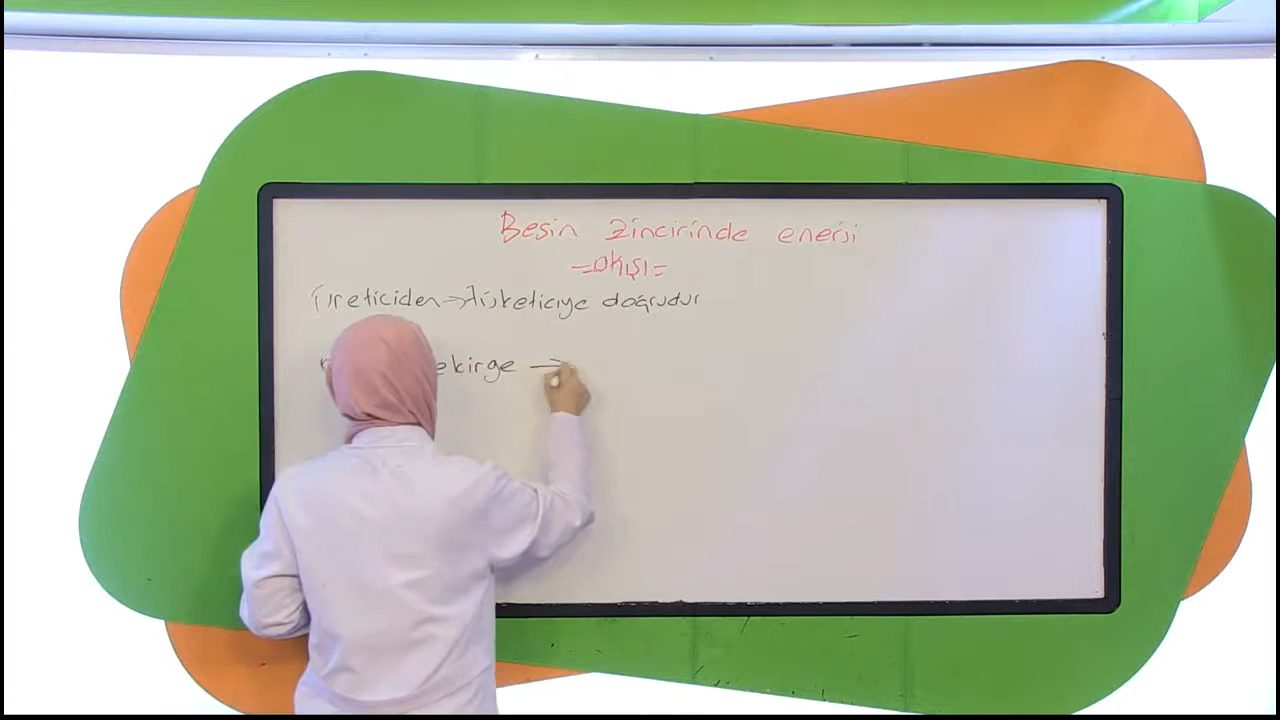 Besin zincirinde enerji
=akışı=
Üreticiden → Tüketiciye doğrudur
ekirge →